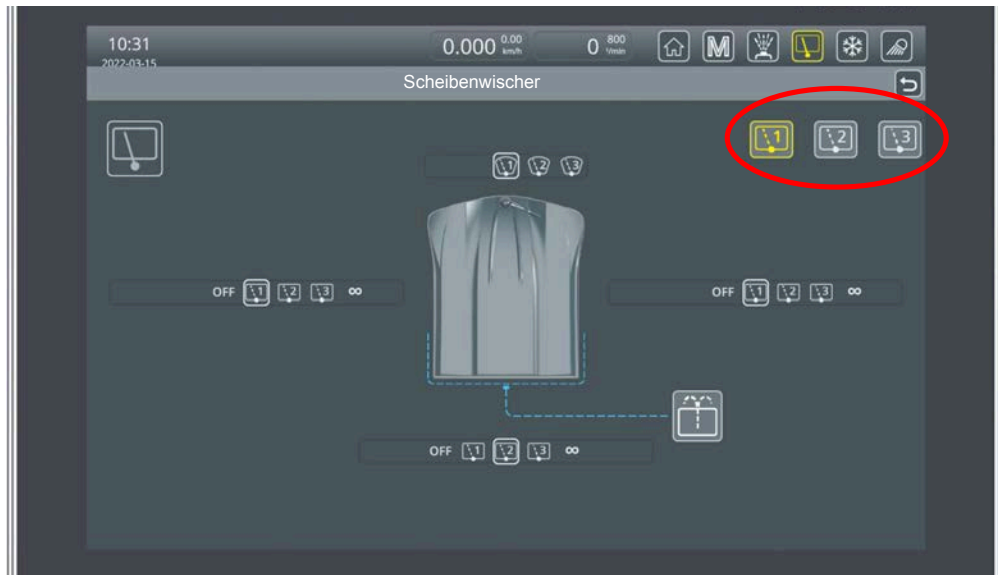 10:31
2022-03-15
0.000 0.00 km/h
0 800 1/min
M
Scheibenwischer
1 2 3
1 2 3
OFF 1 2 3 ∞
OFF 1 2 3 ∞
OFF 1 2 3 ∞